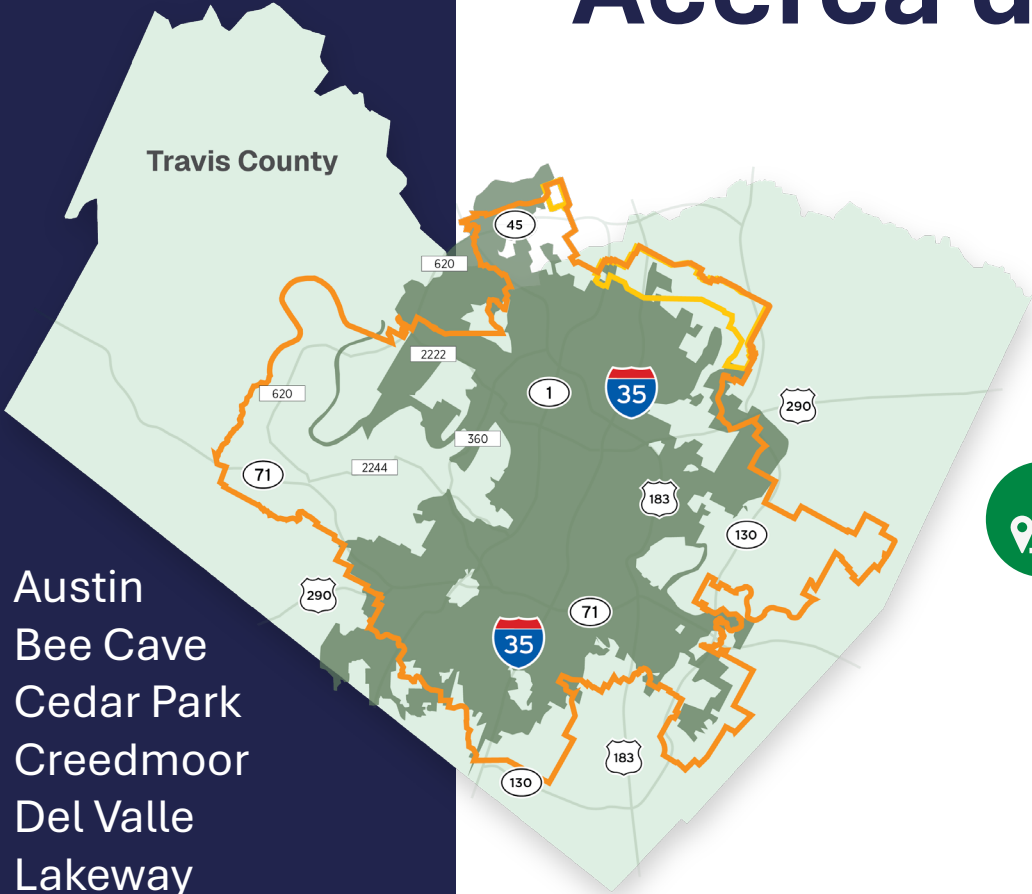 Acerca d
Travis County
45
620
2222
1
35
290
620
360
71
2244
183
130
290
71
35
183
130
Austin
Bee Cave
Cedar Park
Creedmoor
Del Valle
Lakeway